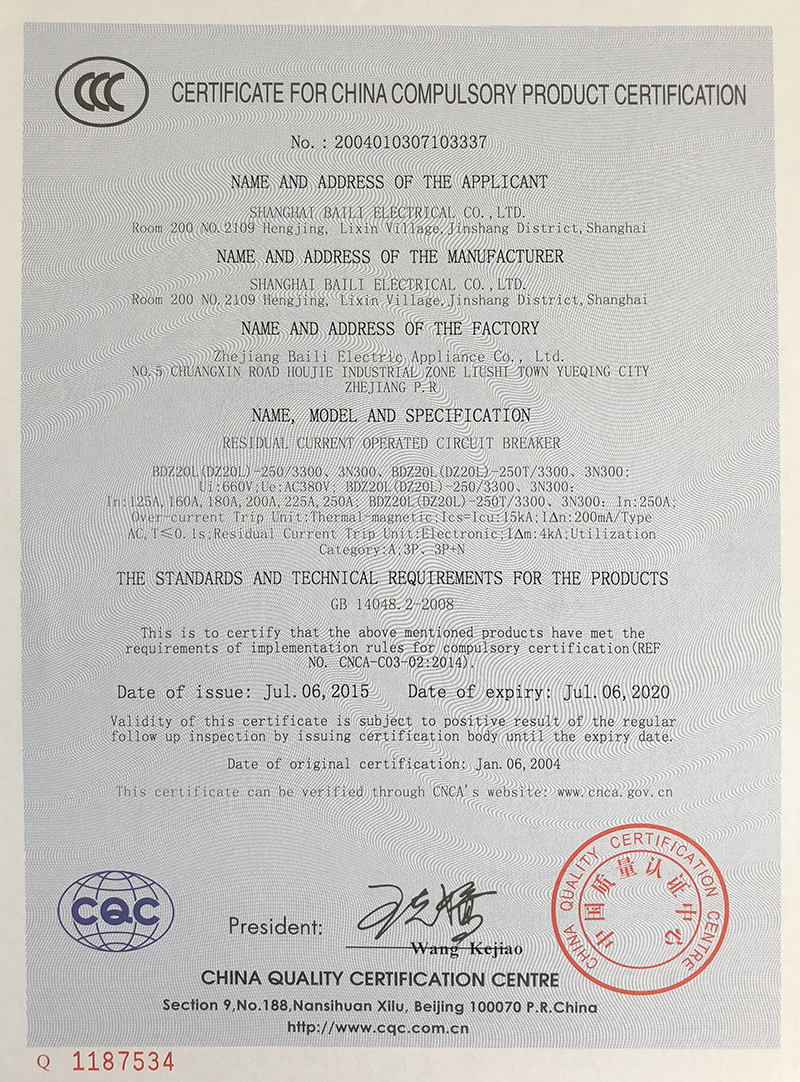 CCC
CERTIFICATE FOR CHINA COMPULSORY PRODUCT CERTIFICATION
No. : 2004010307103337
NAME AND ADDRESS OF THE APPLICANT
SHANGHAI BAILI ELECTRICAL CO.,LTD.
Room 200 NO.2109 Hengjing, Lixin Village,Jinshang District,Shanghai
NAME AND ADDRESS OF THE MANUFACTURER
SHANGHAI BAILI ELECTRICAL CO.,LTD.
Room 200 NO.2109 Hengjing, Lixin Village,Jinshang District,Shanghai
NAME AND ADDRESS OF THE FACTORY
Zhejiang Baili Electric Appliance Co., Ltd.
NO.5 CHUANGXIN ROAD HOUJIE INDUSTRIAL ZONE LIUSHI TOWN YUEQING CITY
ZHEJIANG P.R
NAME, MODEL AND SPECIFICATION
RESIDUAL CURRENT OPERATED CIRCUIT BREAKER
BDZ20L(DZ20L)-250/3300、3N300、BDZ20L(DZ20L)-250T/3300、3N300:
Ui:660V;Ue:AC380V; BDZ20L(DZ20L)-250/3300、3N300:
In:125A,160A,180A,200A,225A,250A; BDZ20L(DZ20L)-250T/3300、3N300: In:250A;
Over-current Trip Unit:Thermal-magnetic;Ics=Icu:15kA;IΔn:200mA/Type
AC,T≤0.1s;Residual Current Trip Unit:Electronic;IΔm:4kA;Utilization
Category:A;3P、3P+N
THE STANDARDS AND TECHNICAL REQUIREMENTS FOR THE PRODUCTS
GB 14048.2-2008
This is to certify that the above mentioned products have met the
requirements of implementation rules for compulsory certification(REF
NO. CNCA-C03-02:2014).
Date of issue: Jul.06,2015 Date of expiry: Jul.06,2020
Validity of this certificate is subject to positive result of the regular
follow up inspection by issuing certification body until the expiry date.
Date of original certification: Jan.06,2004
This certificate can be verified through CNCA's website: www.cnca.gov.cn
CHINA QUALITY CERTIFICATION CENTRE
中国质量认证中心
CQC
President:
王克娇
Wang Kejiao
CHINA QUALITY CERTIFICATION CENTRE
Section 9,No.188,Nansihuan Xilu, Beijing 100070 P.R.China
http://www.cqc.com.cn
Q 1187534